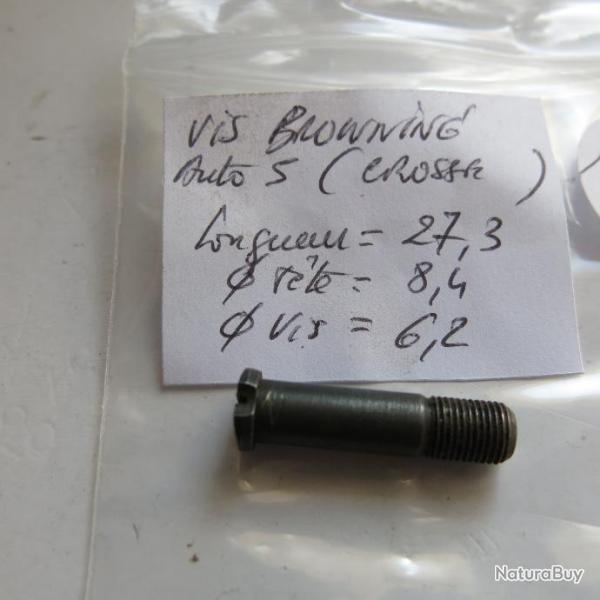 VIS BROWNING
Auto 5 (CROSSE)
Longueur = 27,3
φ tête = 8,4
φ Vis = 6,2
NaturaBuy